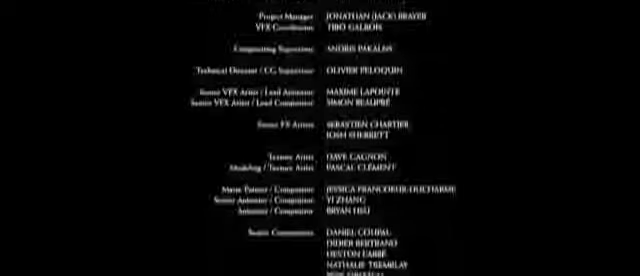 Project Manager JONATHAN (JACK) BRAYER
VFX Coordinator TIBO GALBOIS
Compositing Supervisor ANDRIS PAKALNS
Technical Director / CG Supervisor OLIVIER PELOQUIN
Senior VFX Artist / Lead Animator MAXIME LAPOINTE
Senior VFX Artist / Lead Compositor SIMON BEAUPRÉ
Senior FX Artists SEBASTIEN CHARTIER
JOSH SHERRETT
Texture Artist DAVE GAGNON
Modeling / Texture Artist PASCAL CLÉMENT
Matte Painter / Compositor JESSICA FRANCOEUR-DUCHARME
Senior Animator / Compositor YI ZHANG
Animator / Compositor BRYAN HSU
Senior Compositors DANIEL COUPAL
DIDIER BERTRAND
NATHALIE TREMBLAY